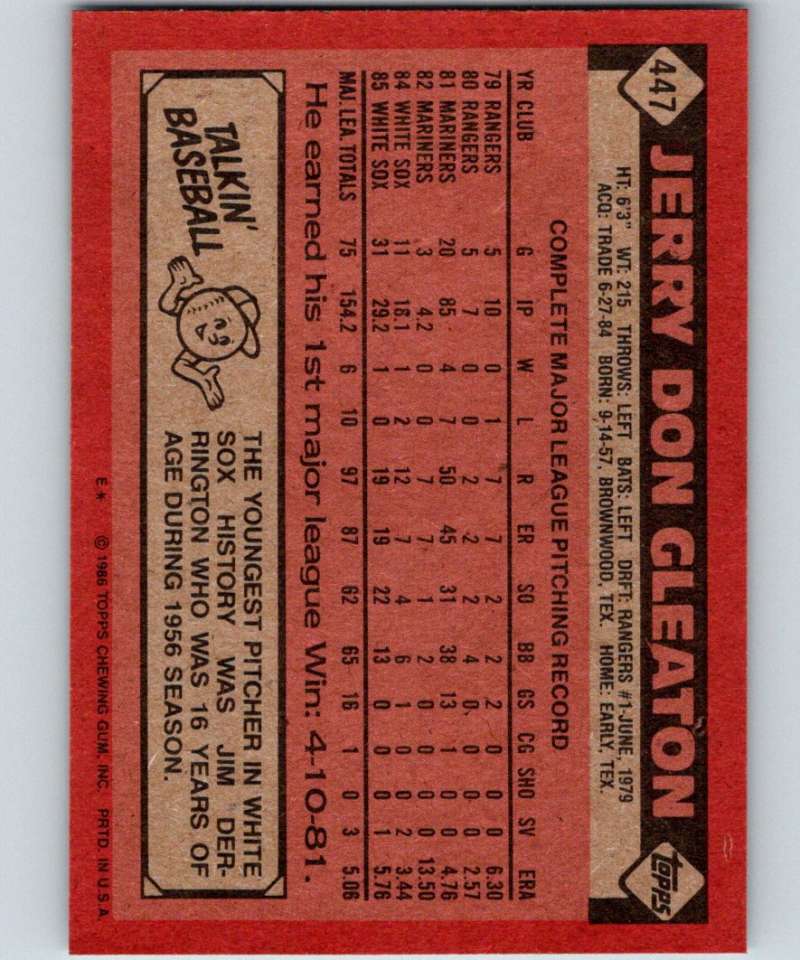 447
JERRY DON GLEATON
topps
HT: 6'3" WT: 215 THROWS: LEFT BATS: LEFT DRFT: RANGERS #1-JUNE, 1979
ACQ: TRADE 6-27-84 BORN: 9-14-57, BROWNWOOD, TEX. HOME: EARLY, TEX.
COMPLETE MAJOR LEAGUE PITCHING RECORD
YR CLUB G IP W L R ER SO BB GS CG SHO SV ERA
79 RANGERS 5 10 0 1 7 7 2 2 2 0 0 0 6.30
80 RANGERS 5 7 0 0 2 2 2 4 0 0 0 0 2.57
81 MARINERS 20 85 4 7 50 45 31 38 13 1 0 0 4.76
82 MARINERS 3 4.2 0 0 7 7 1 2 0 0 0 0 13.50
84 WHITE SOX 11 18.1 1 2 12 7 4 6 1 0 0 2 3.44
85 WHITE SOX 31 29.2 1 0 19 19 22 13 0 0 0 1 5.76
MAJ. LEA. TOTALS 75 154.2 6 10 97 87 62 65 16 1 0 3 5.06
He earned his 1st major league Win: 4-10-81.
TALKIN'
BASEBALL
THE YOUNGEST PITCHER IN WHITE
SOX HISTORY WAS JIM DER-
RINGTON WHO WAS 16 YEARS OF
AGE DURING 1956 SEASON.
E* © 1986 TOPPS CHEWING GUM, INC. PRTD. IN U.S.A.